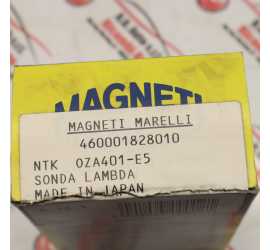 MAGNETI
MAGNETI MARELLI
460001828010
NTK OZA401-E5
SONDA LAMBDA
MADE IN JAPAN